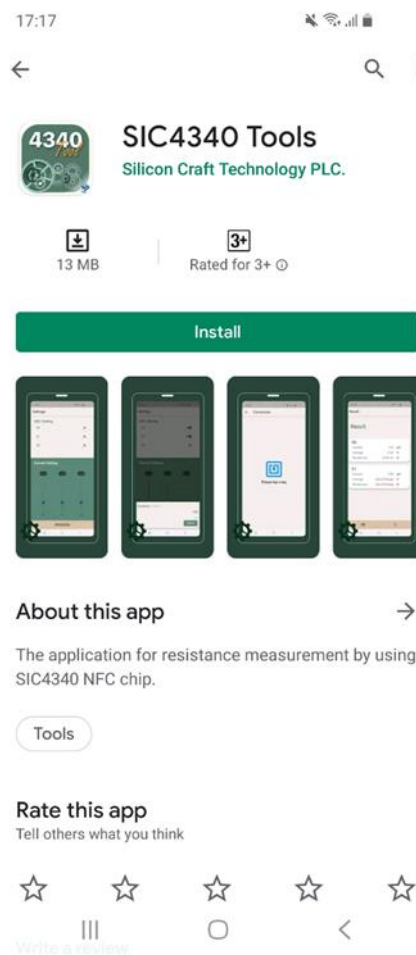 17:17
4340
Tool
SIC4340 Tools
Silicon Craft Technology PLC.
3+
13 MB
Rated for 3+
Install
Result
About this app
The application for resistance measurement by using
SIC4340 NFC chip.
Tools
Rate this app
Tell others what you think
Write a review